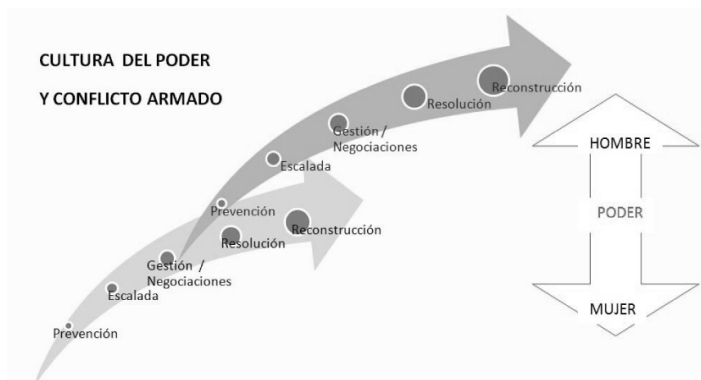 CULTURA DEL PODER
Y CONFLICTO ARMADO
Prevención
Escalada
Gestión /
Negociaciones
Resolución
Reconstrucción
Prevención
Escalada
Gestión /
Negociaciones
Resolución
Reconstrucción
HOMBRE
PODER
MUJER